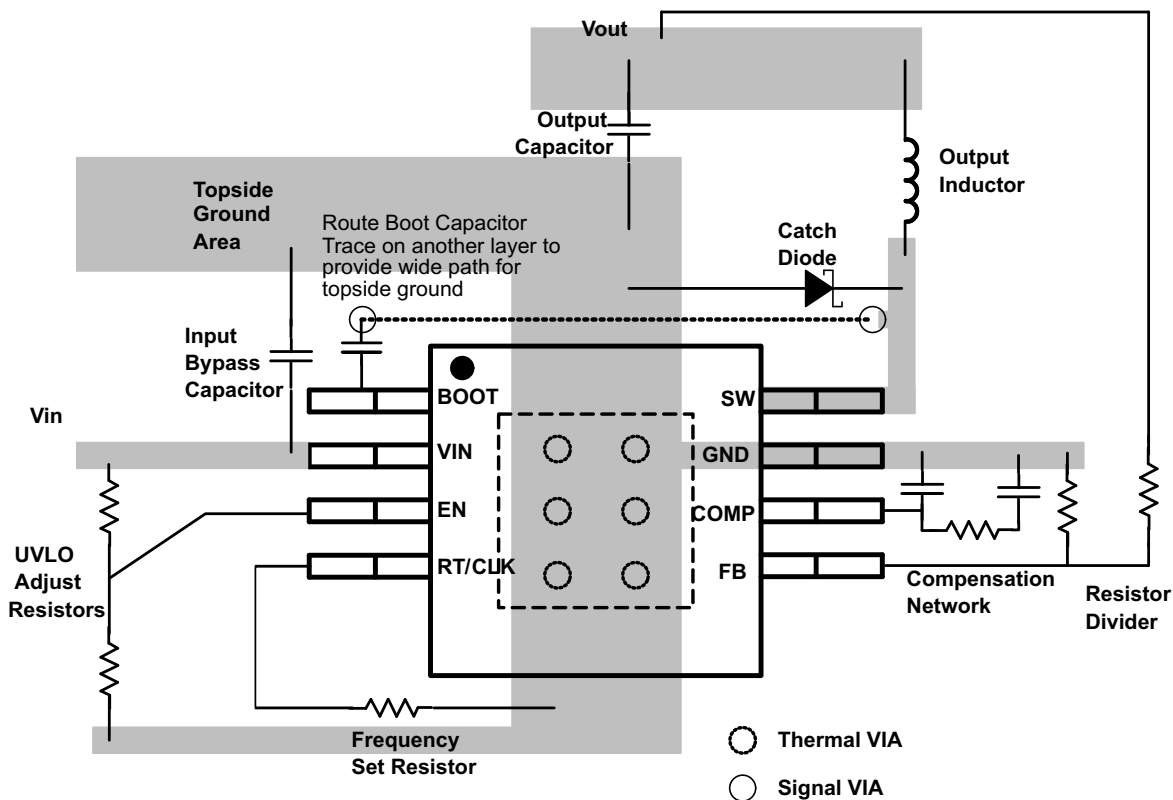 Vout
Output
Capacitor
Output
Inductor
Topside
Ground
Area
Route Boot Capacitor
Trace on another layer to
provide wide path for
topside ground
Catch
Diode
Input
Bypass
Capacitor
BOOT
SW
Vin
VIN
GND
EN
COMP
RT/CLK
FB
UVLO
Adjust
Resistors
Compensation
Network
Resistor
Divider
Frequency
Set Resistor
Thermal VIA
Signal VIA